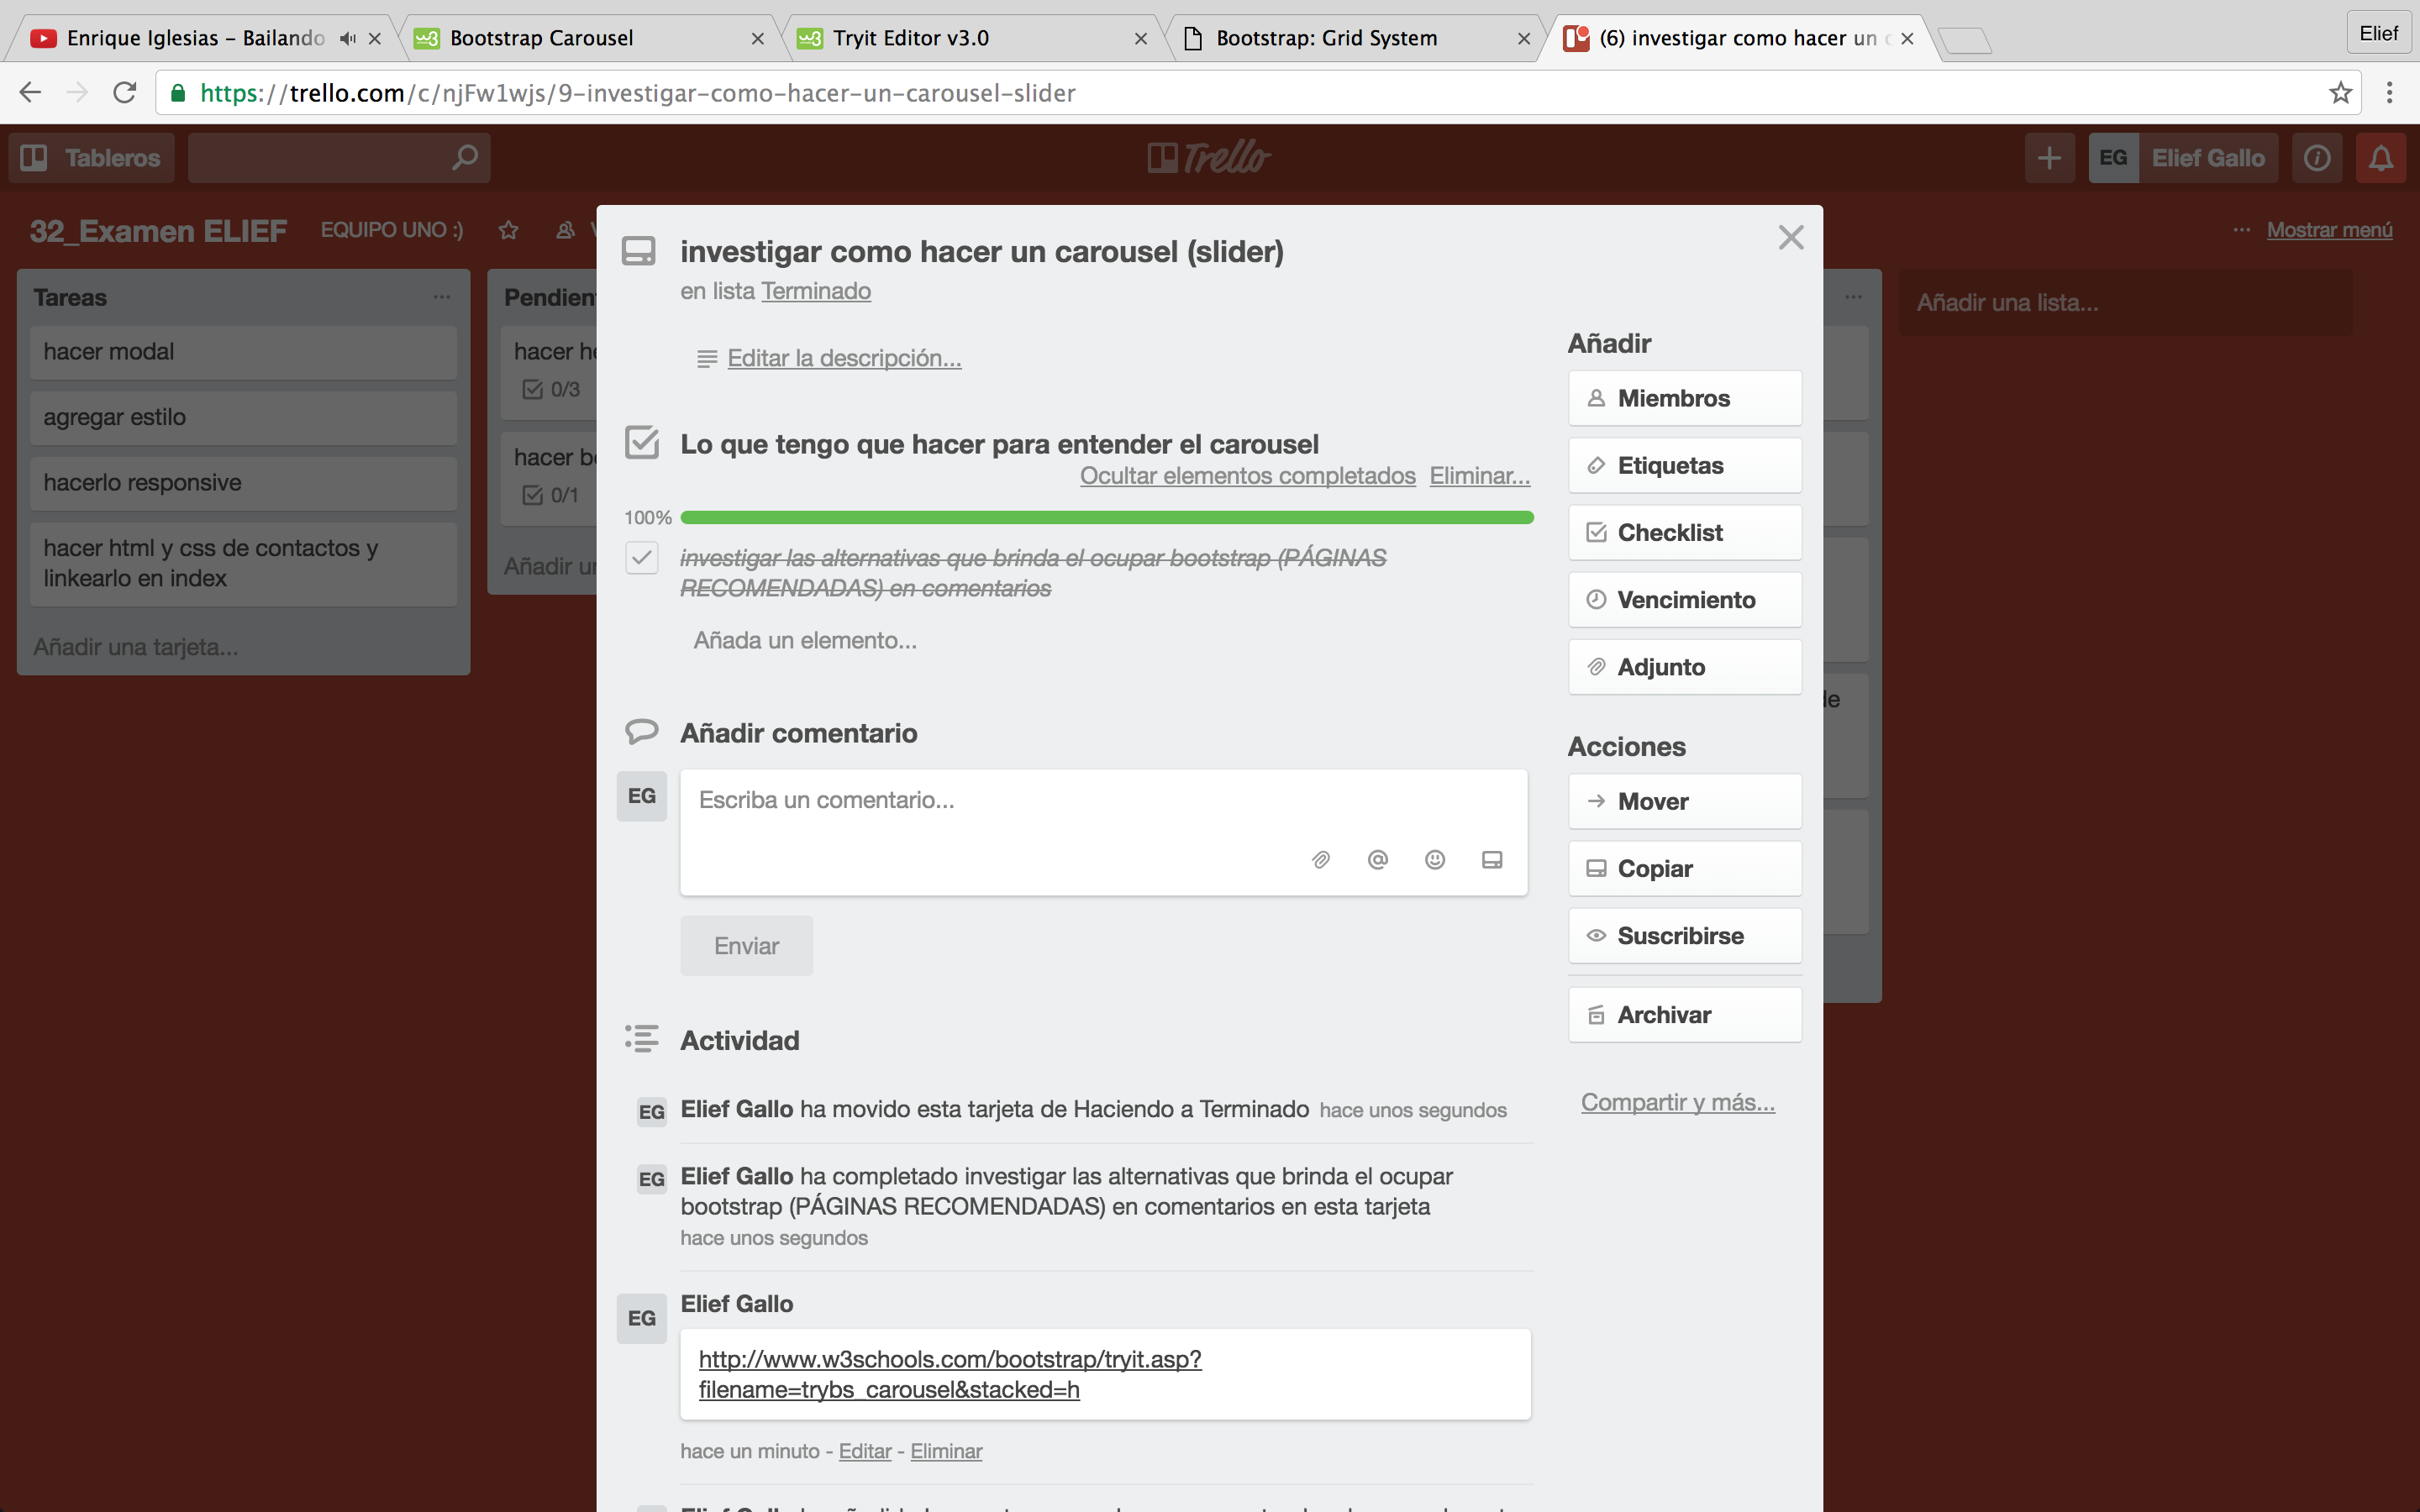 Enrique Iglesias – Bailando
Bootstrap Carousel
Tryit Editor v3.0
Bootstrap: Grid System
(6) investigar como hacer un c
Elief
https://trello.com/c/njFw1wjs/9-investigar-como-hacer-un-carousel-slider
Tableros
Trello
EG
Elief Gallo
32_Examen ELIEF
EQUIPO UNO :)
... Mostrar menú
Tareas
...
hacer modal
agregar estilo
hacerlo responsive
hacer html y css de contactos y
linkearlo en index
Añadir una tarjeta...
0/3
0/1
investigar como hacer un carousel (slider)
en lista Terminado
Editar la descripción...
Lo que tengo que hacer para entender el carousel
Ocultar elementos completados Eliminar...
100%
investigar las alternativas que brinda el ocupar bootstrap (PÁGINAS
RECOMENDADAS) en comentarios
Añada un elemento...
Añadir comentario
EG
Escriba un comentario...
Enviar
Actividad
EG Elief Gallo ha movido esta tarjeta de Haciendo a Terminado hace unos segundos
EG Elief Gallo ha completado investigar las alternativas que brinda el ocupar
bootstrap (PÁGINAS RECOMENDADAS) en comentarios en esta tarjeta
hace unos segundos
EG Elief Gallo
http://www.w3schools.com/bootstrap/tryit.asp?
filename=trybs_carousel&stacked=h
hace un minuto - Editar - Eliminar
Añadir
Miembros
Etiquetas
Checklist
Vencimiento
Adjunto
Acciones
Mover
Copiar
Suscribirse
Archivar
Compartir y más...
...
Añadir una lista...